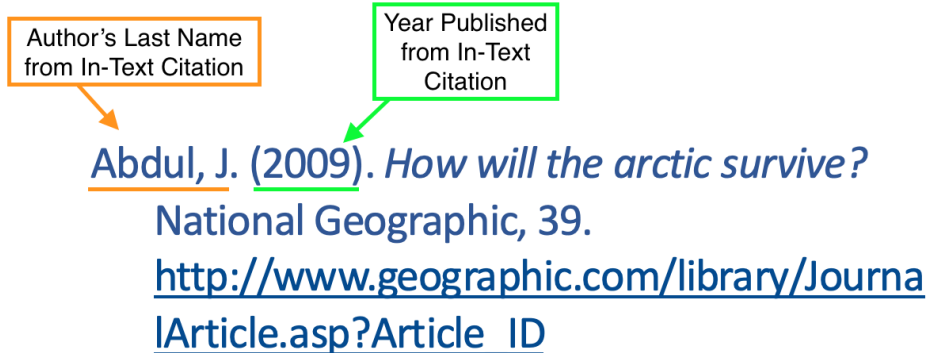 Author's Last Name
from In-Text Citation
Year Published
from In-Text
Citation
Abdul, J. (2009). How will the arctic survive?
National Geographic, 39.
http://www.geographic.com/library/Journa
lArticle.asp?Article_ID